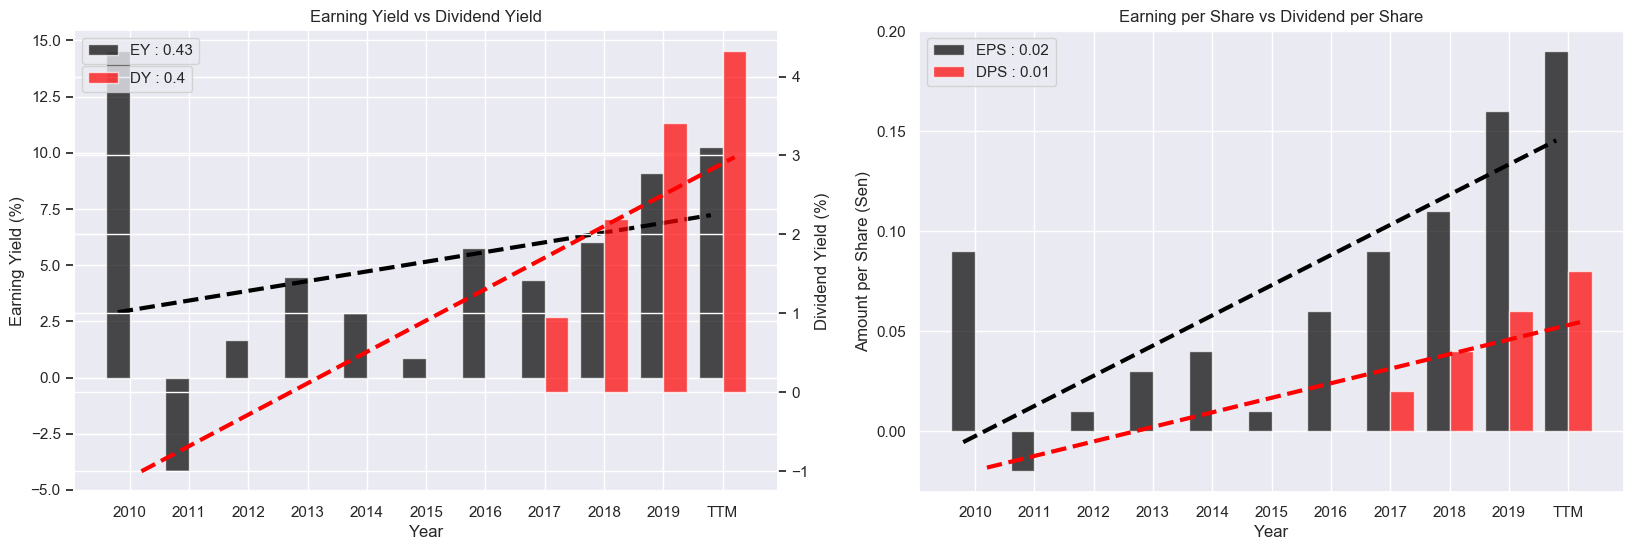 Earning Yield vs Dividend Yield
EY : 0.43
DY : 0.4
15.0
12.5
10.0
7.5
5.0
2.5
0.0
−2.5
−5.0
Earning Yield (%)
4
3
2
1
0
−1
Dividend Yield (%)
2010 2011 2012 2013 2014 2015 2016 2017 2018 2019 TTM
Year
Earning per Share vs Dividend per Share
EPS : 0.02
DPS : 0.01
0.20
0.15
0.10
0.05
0.00
Amount per Share (Sen)
2010 2011 2012 2013 2014 2015 2016 2017 2018 2019 TTM
Year